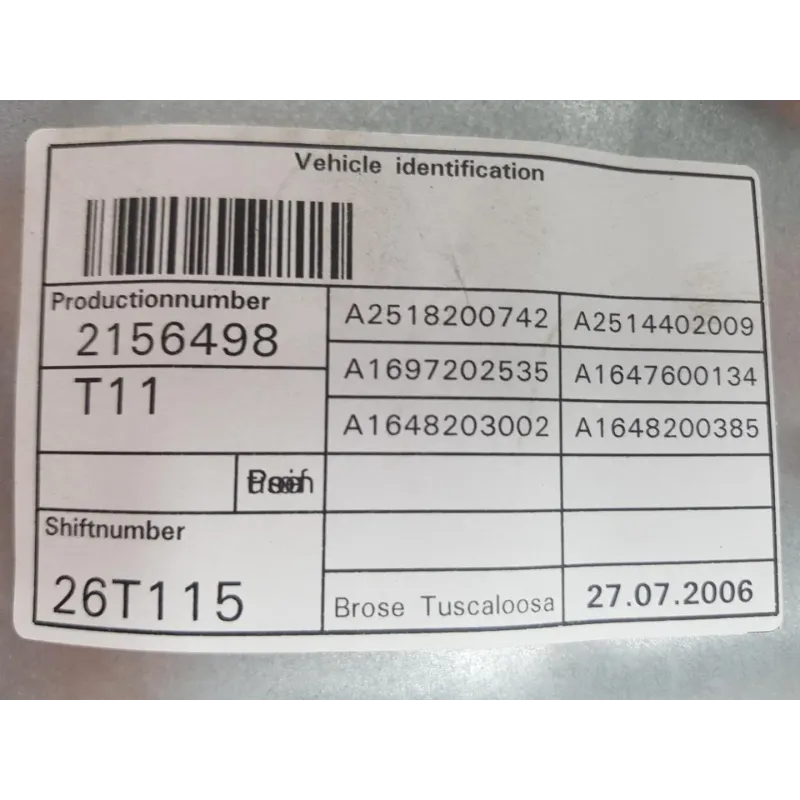 Vehicle identification
Productionnumber
2156498
T11
Shiftnumber
26T115
A2518200742 A2514402009
A1697202535 A1647600134
A1648203002 A1648200385
Brose Tuscaloosa 27.07.2006